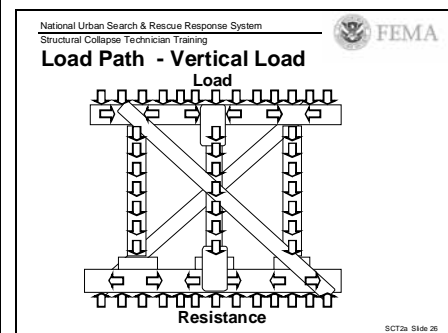 National Urban Search & Rescue Response System
Structural Collapse Technician Training
FEMA
Load Path - Vertical Load
Load
Resistance
SCT2a Slide 26